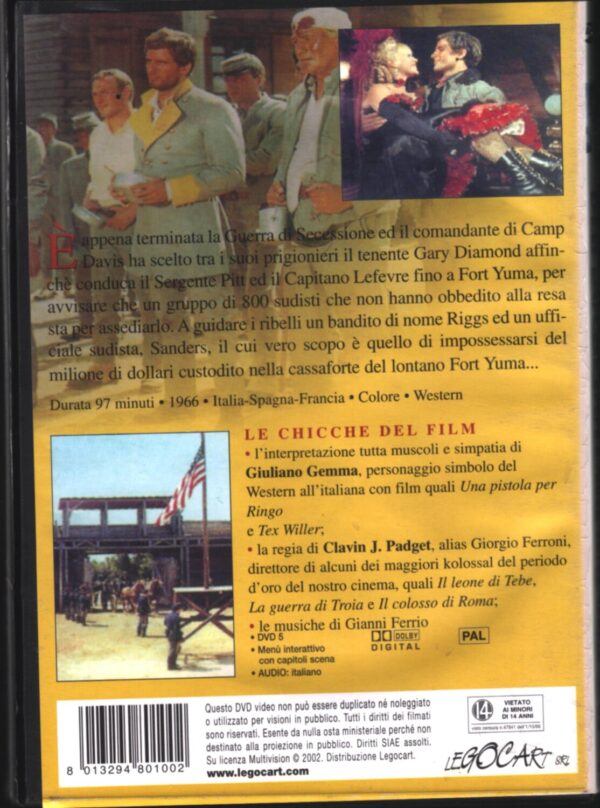 È appena terminata la Guerra di Secessione ed il comandante di Camp
Davis ha scelto tra i suoi prigionieri il tenente Gary Diamond affin-
chè conduca il Sergente Pitt ed il Capitano Lefevre fino a Fort Yuma, per
avvisare che un gruppo di 800 sudisti che non hanno obbedito alla resa
sta per assediarlo. A guidare i ribelli un bandito di nome Riggs ed un uffi-
ciale sudista, Sanders, il cui vero scopo è quello di impossessarsi del
milione di dollari custodito nella cassaforte del lontano Fort Yuma...
Durata 97 minuti • 1966 • Italia-Spagna-Francia • Colore • Western
LE CHICCHE DEL FILM
• l'interpretazione tutta muscoli e simpatia di
Giuliano Gemma, personaggio simbolo del
Western all'italiana con film quali Una pistola per
Ringo
e Tex Willer;
• la regia di Clavin J. Padget, alias Giorgio Ferroni,
direttore di alcuni dei maggiori kolossal del periodo
d'oro del nostro cinema, quali Il leone di Tebe,
La guerra di Troia e Il colosso di Roma;
• le musiche di Gianni Ferrio
• DVD 5
• Menù interattivo
con capitoli scena
• AUDIO: italiano
DOLBY
DIGITAL
PAL
Questo DVD video non può essere duplicato né noleggiato
o utilizzato per visioni in pubblico. Tutti i diritti dei filmati
sono riservati. Esente da nulla osta ministeriale perché non
destinato alla proiezione in pubblico. Diritti SIAE assolti.
Su licenza Multivision © 2002. Distribuzione Legocart.
www.legocart.com
8 013294 801002
14
VIETATO
AI MINORI
DI 14 ANNI
LEGOCART SRL